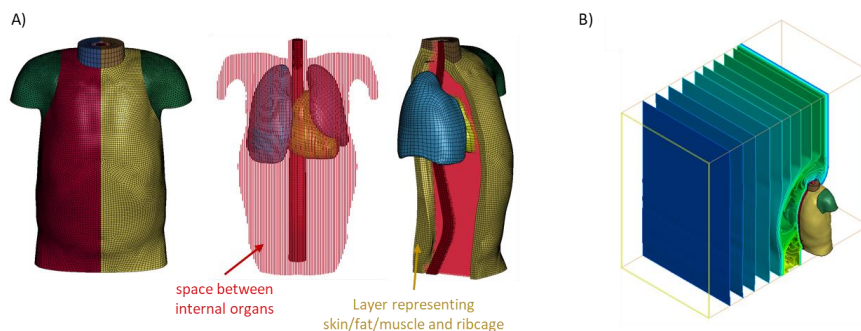 A)
B)
space between
internal organs
Layer representing
skin/fat/muscle and ribcage